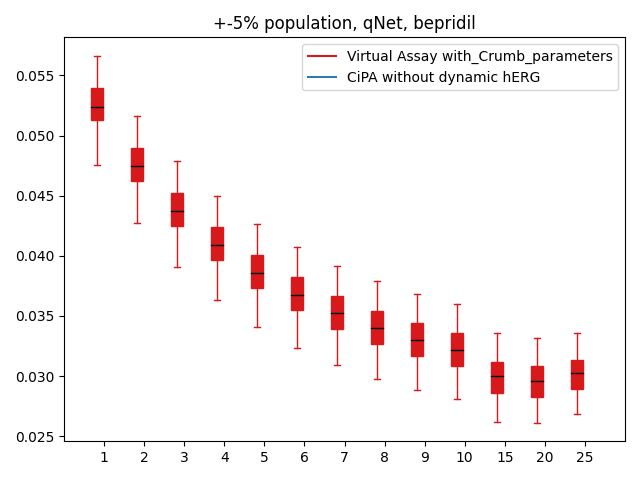 +-5% population, qNet, bepridil
Virtual Assay with_Crumb_parameters
CiPA without dynamic hERG
0.055
0.050
0.045
0.040
0.035
0.030
0.025
1 2 3 4 5 6 7 8 9 10 15 20 25